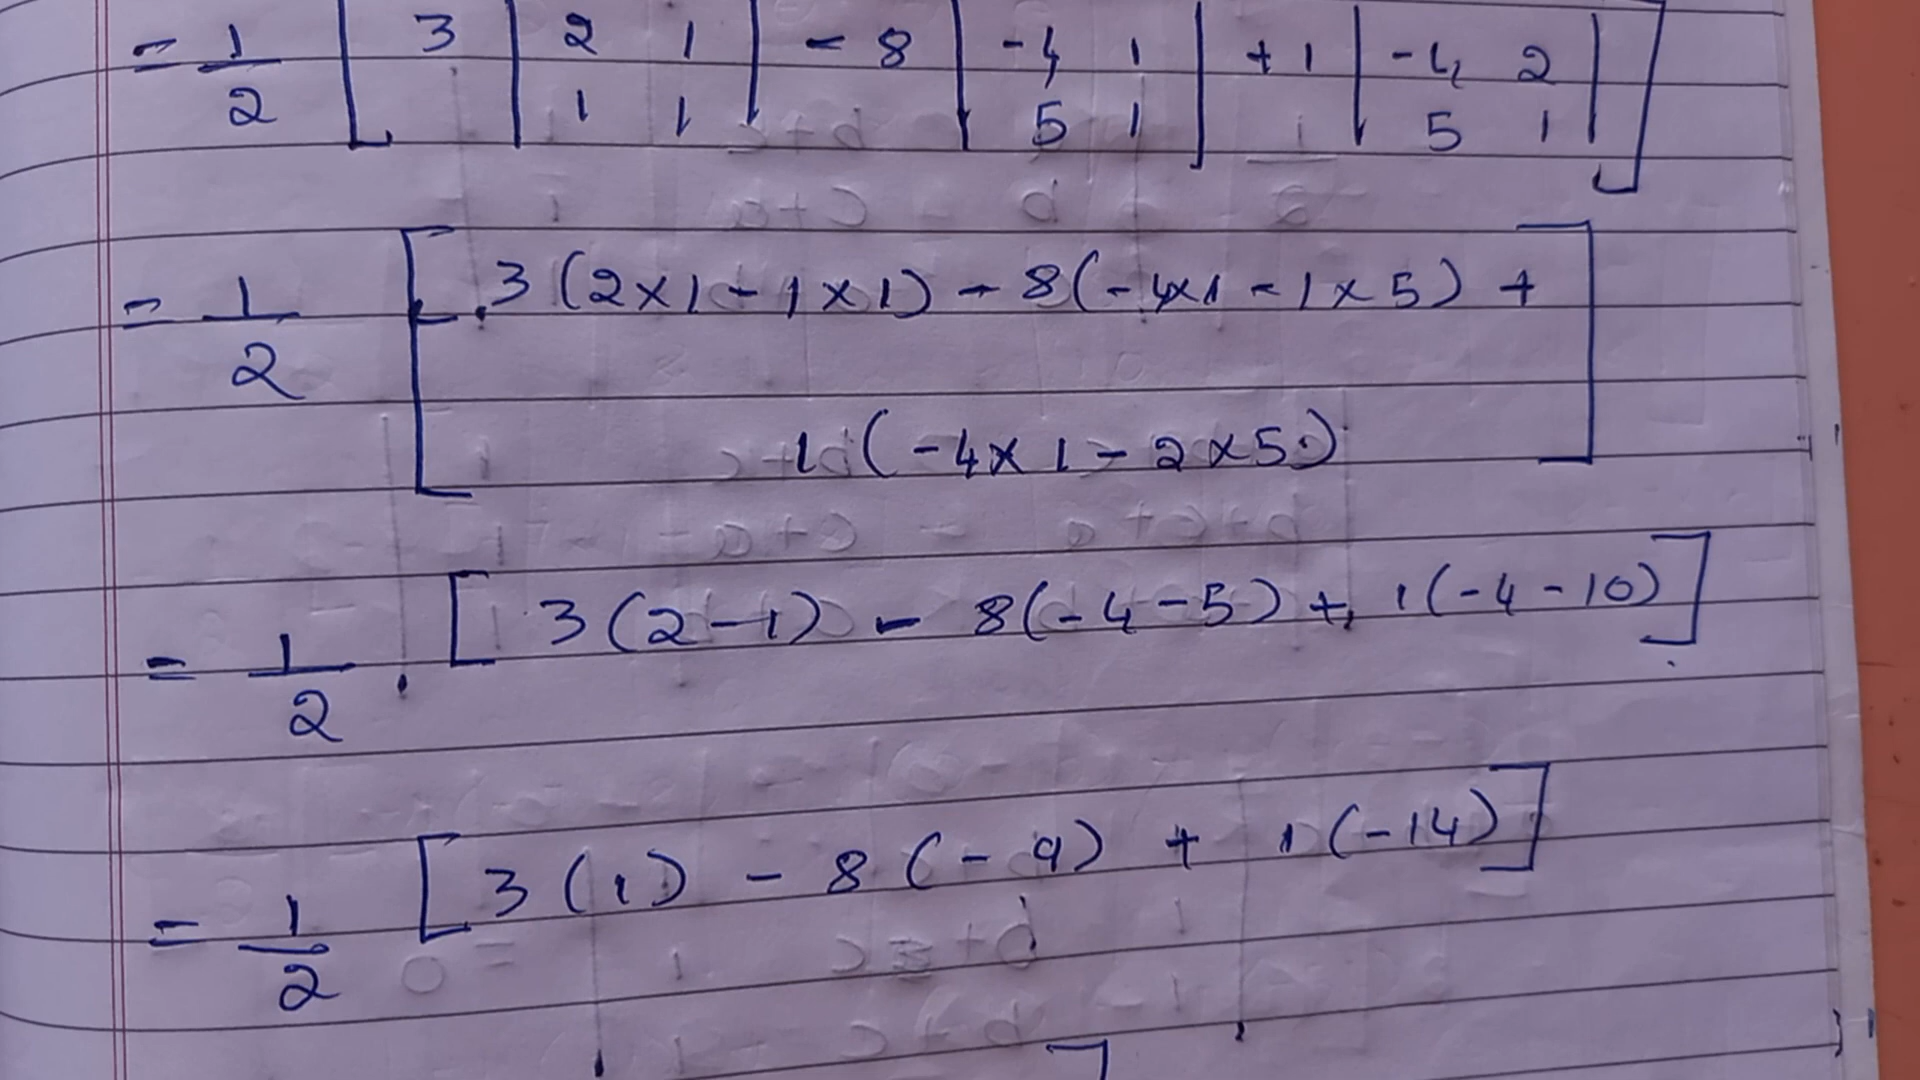 = 1/2 [ 3 | 2 1 | - 8 | -4 1 | + 1 | -4 2 | ]
| 1 1 | | 5 1 | | 5 1 |
= 1/2 [ 3 (2×1 - 1×1) - 8(-4×1 - 1×5) +
1 (-4×1 - 2×5) ]
= 1/2 [ 3(2-1) - 8(-4-5) + 1(-4-10) ]
= 1/2 [ 3(1) - 8(-9) + 1(-14) ]